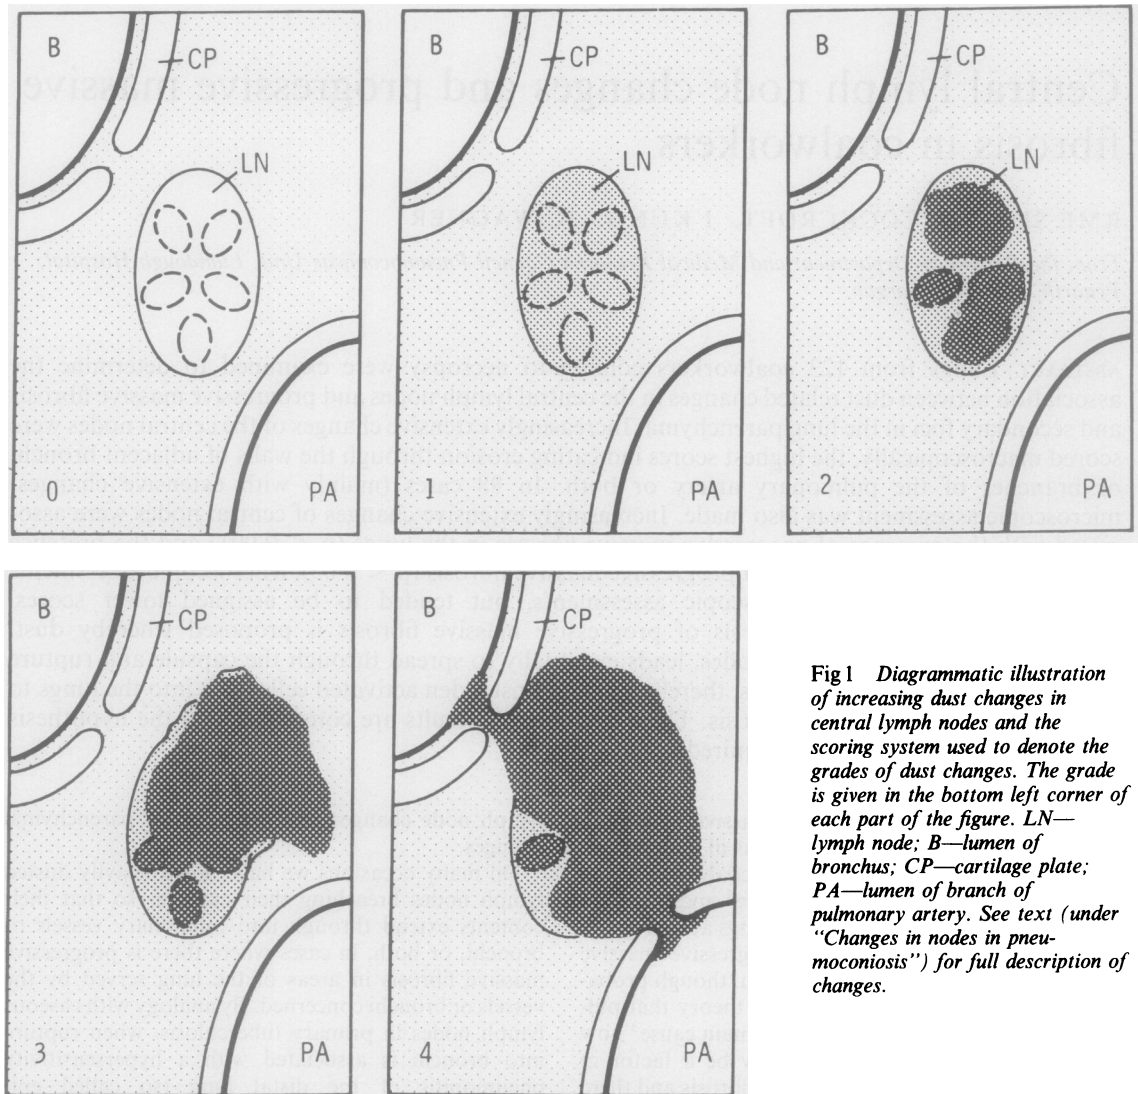 B
CP
LN
0
PA
B
CP
LN
1
PA
B
CP
LN
2
PA
B
CP
3
PA
B
CP
4
PA
Fig 1 Diagrammatic illustration
of increasing dust changes in
central lymph nodes and the
scoring system used to denote the
grades of dust changes. The grade
is given in the bottom left corner of
each part of the figure. LN—
lymph node; B—lumen of
bronchus; CP—cartilage plate;
PA—lumen of branch of
pulmonary artery. See text (under
“Changes in nodes in pneu-
moconiosis”) for full description of
changes.